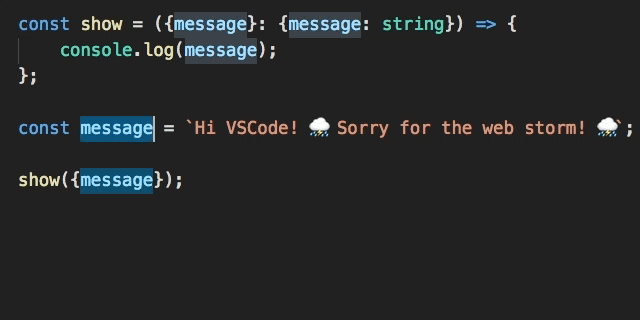 const show = ({message}: {message: string}) => {
    console.log(message);
};
const message = `Hi VSCode! ⛈️ Sorry for the web storm! ⛈️`;
show({message});